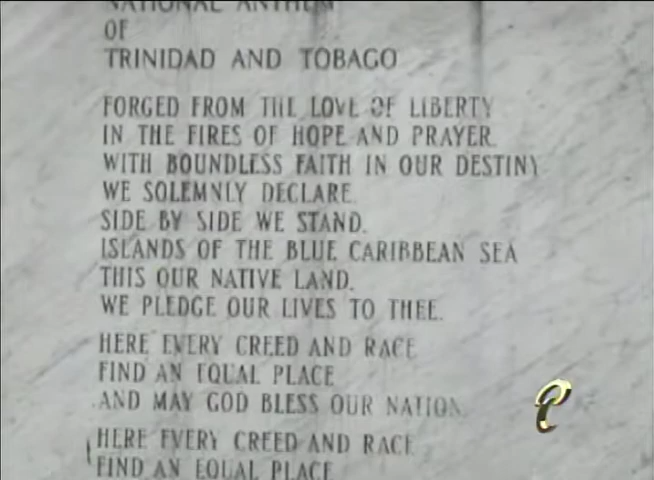 NATIONAL ANTHEM
OF
TRINIDAD AND TOBAGO
FORGED FROM THE LOVE OF LIBERTY
IN THE FIRES OF HOPE AND PRAYER
WITH BOUNDLESS FAITH IN OUR DESTINY
WE SOLEMNLY DECLARE
SIDE BY SIDE WE STAND.
ISLANDS OF THE BLUE CARIBBEAN SEA
THIS OUR NATIVE LAND.
WE PLEDGE OUR LIVES TO THEE.
HERE EVERY CREED AND RACE
FIND AN EQUAL PLACE
AND MAY GOD BLESS OUR NATION
HERE EVERY CREED AND RACE
FIND AN EQUAL PLACE